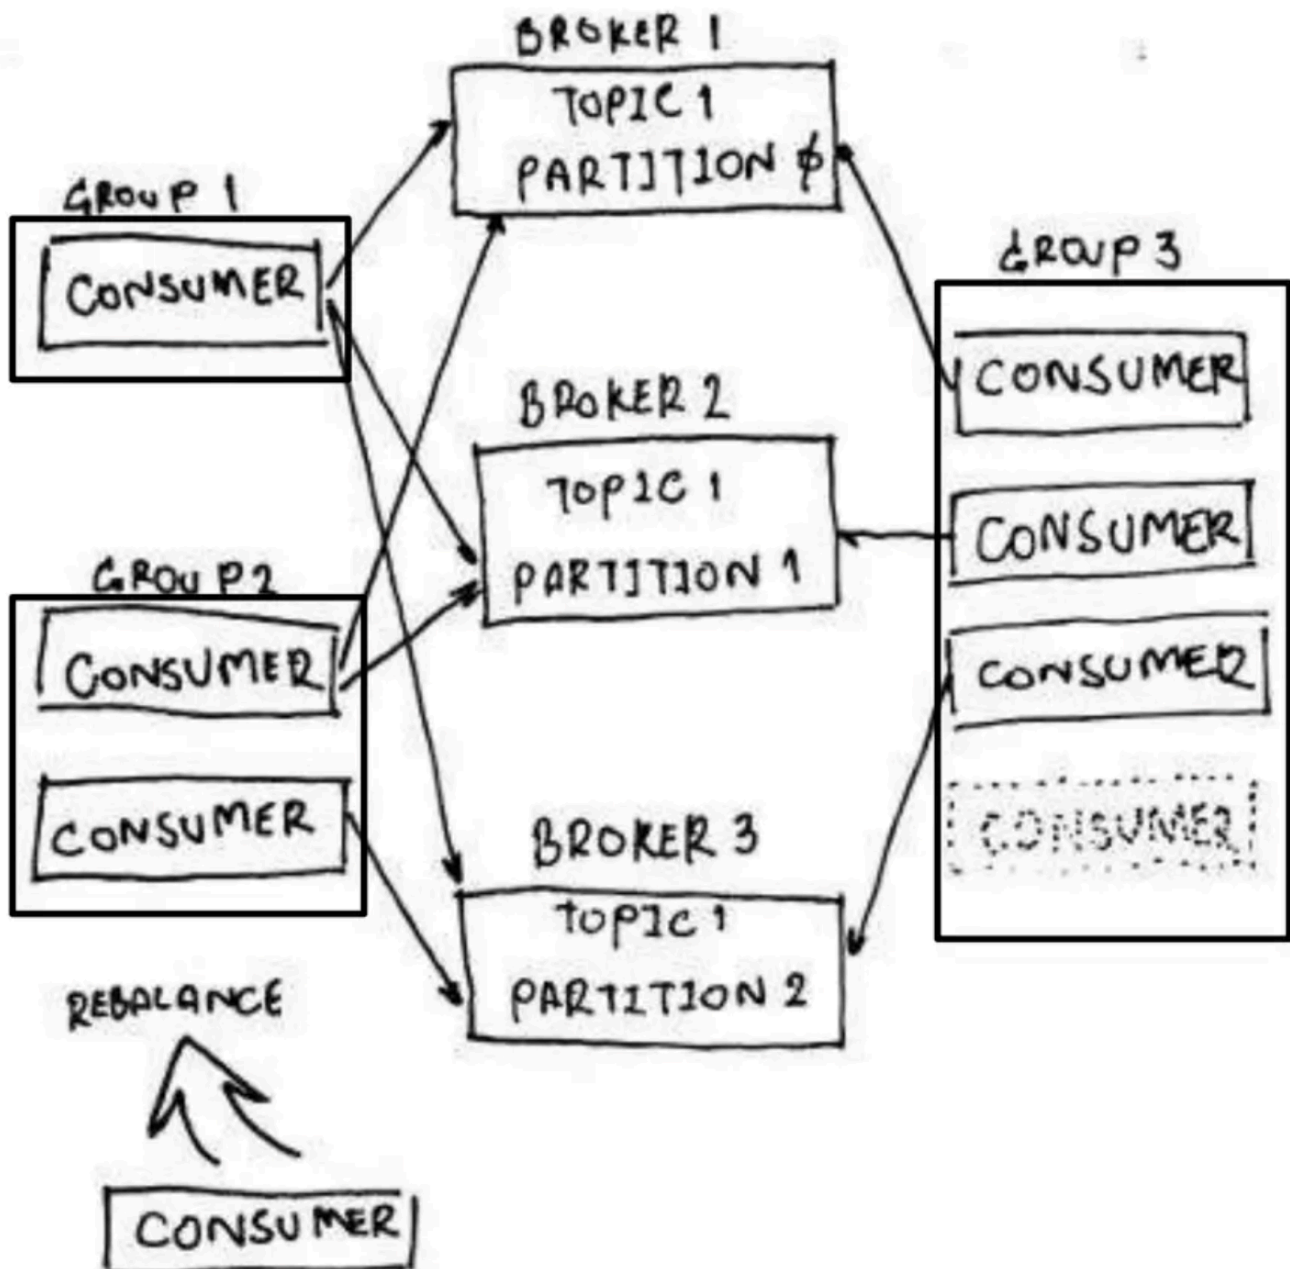 BROKER 1
TOPIC 1
PARTITION 0
GROUP 1
CONSUMER
GROUP 2
CONSUMER
CONSUMER
REBALANCE
CONSUMER
BROKER 2
TOPIC 1
PARTITION 1
BROKER 3
TOPIC 1
PARTITION 2
GROUP 3
CONSUMER
CONSUMER
CONSUMER
CONSUMER